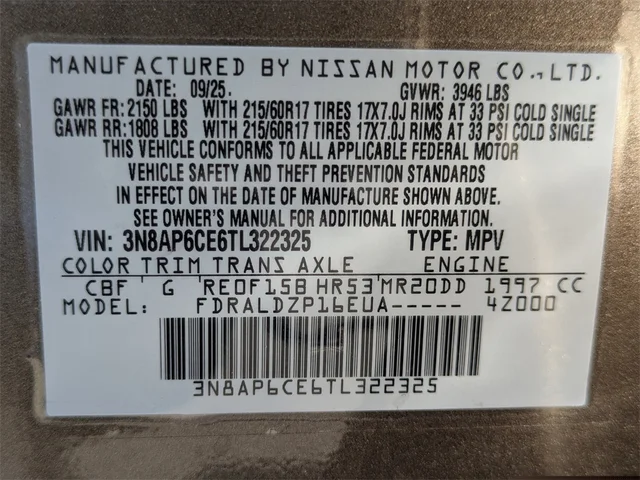 MANUFACTURED BY NISSAN MOTOR CO., LTD.
DATE: 09/25. GVWR: 3946 LBS
GAWR FR: 2150 LBS WITH 215/60R17 TIRES 17X7.0J RIMS AT 33 PSI COLD SINGLE
GAWR RR: 1808 LBS WITH 215/60R17 TIRES 17X7.0J RIMS AT 33 PSI COLD SINGLE
THIS VEHICLE CONFORMS TO ALL APPLICABLE FEDERAL MOTOR
VEHICLE SAFETY AND THEFT PREVENTION STANDARDS
IN EFFECT ON THE DATE OF MANUFACTURE SHOWN ABOVE.
SEE OWNER'S MANUAL FOR ADDITIONAL INFORMATION.
VIN: 3N8AP6CE6TL322325 TYPE: MPV
COLOR TRIM TRANS AXLE ENGINE
CBF G RE0F15B HR53 MR20DD 1997 CC
MODEL: FDRALDZP16EUA----- 4Z000
3N8AP6CE6TL322325